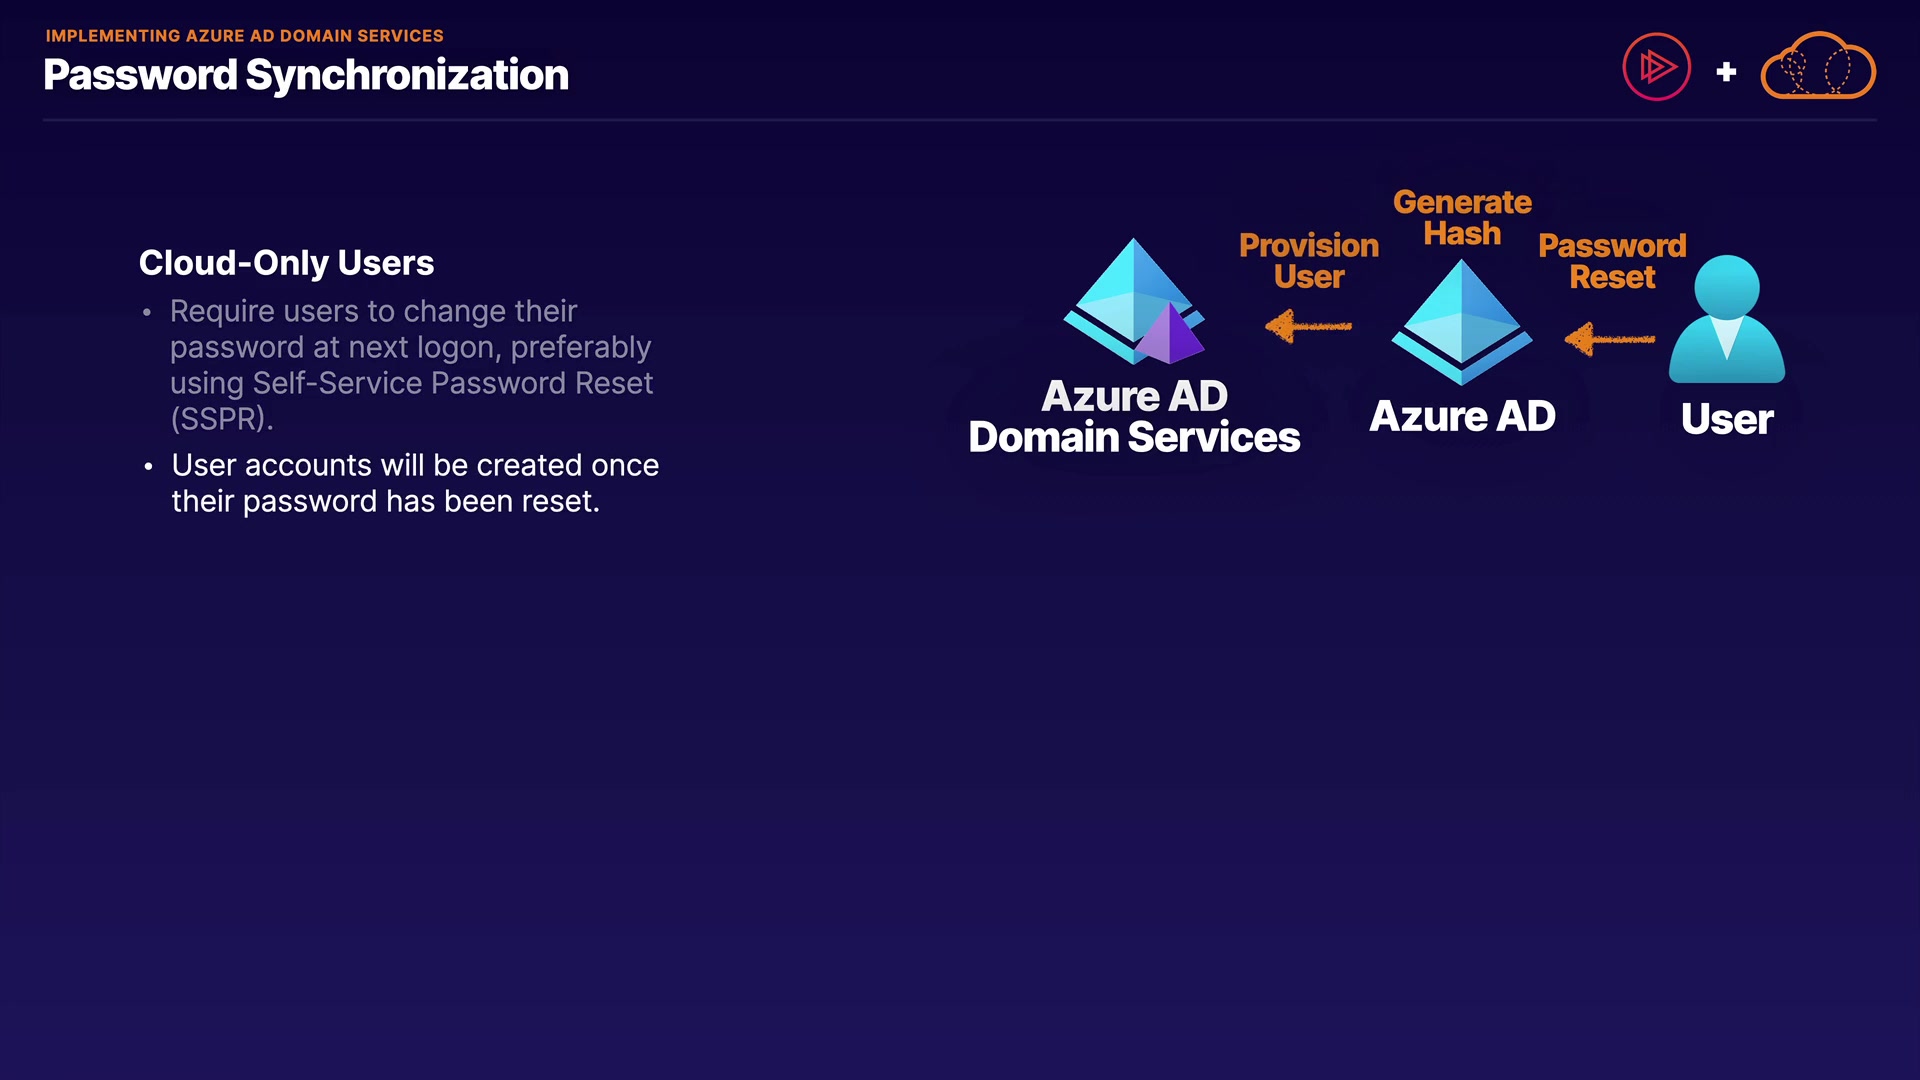 IMPLEMENTING AZURE AD DOMAIN SERVICES
Password Synchronization
Cloud-Only Users
• Require users to change their
password at next logon, preferably
using Self-Service Password Reset
(SSPR).
• User accounts will be created once
their password has been reset.
Generate
Hash
Provision
User
Password
Reset
Azure AD
Domain Services
Azure AD
User